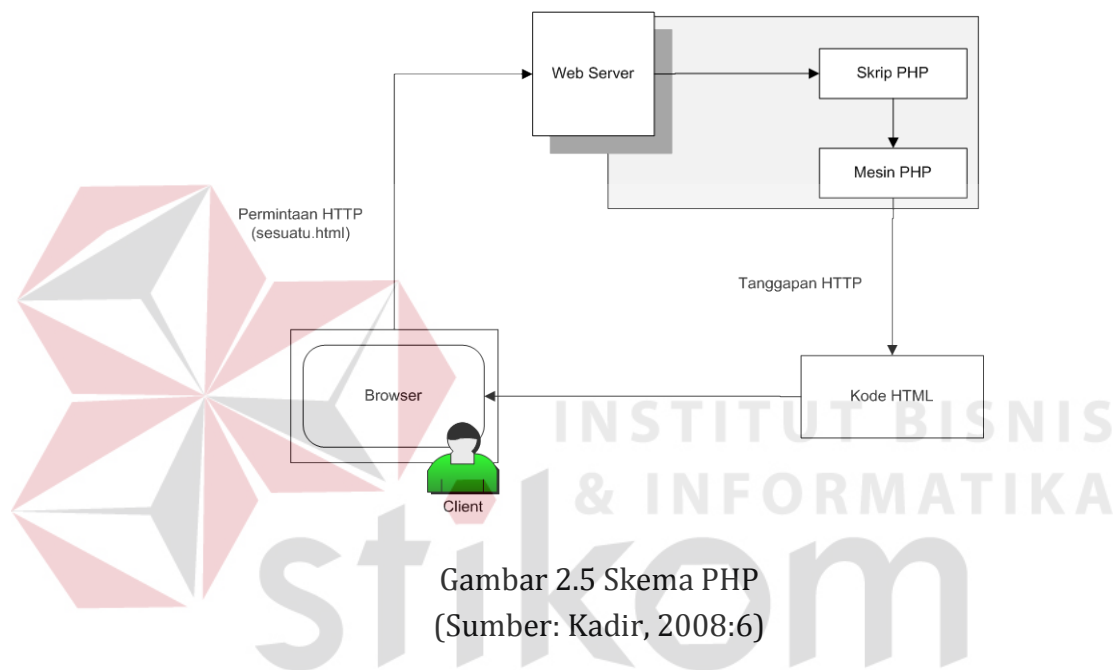 Web Server
Skrip PHP
Mesin PHP
Permintaan HTTP
(sesuatu.html)
Tanggapan HTTP
Browser
Kode HTML
Client
INSTITUT BISNIS
& INFORMATIKA
stikom
Gambar 2.5 Skema PHP
(Sumber: Kadir, 2008:6)